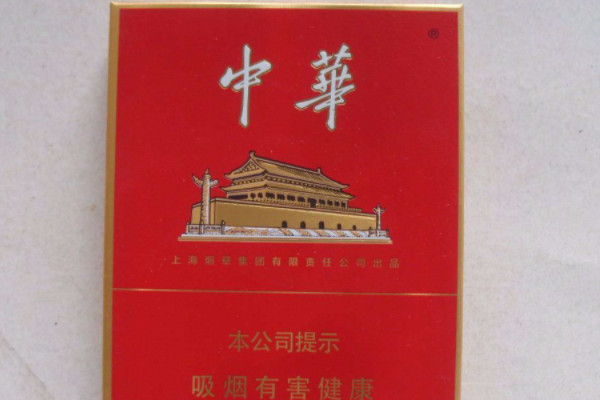 中華
®
上海烟草集团有限责任公司出品
本公司提示
吸烟有害健康